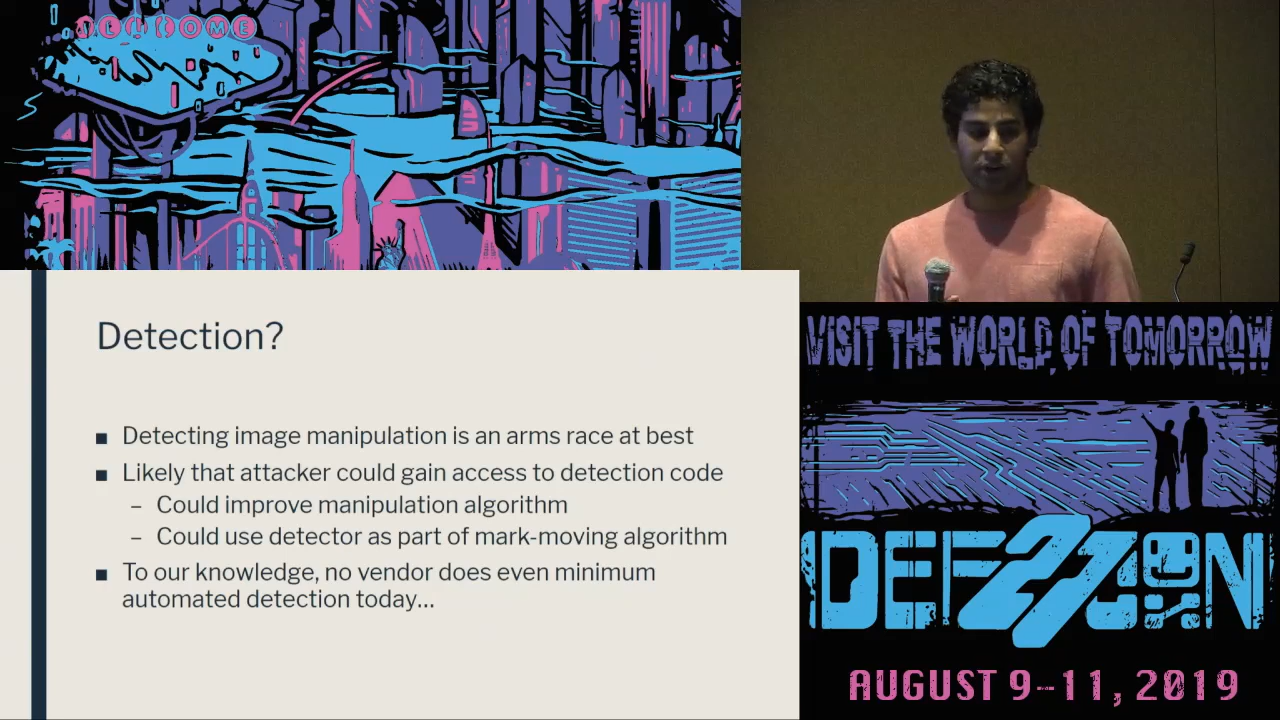 WELCOME
Detection?
■ Detecting image manipulation is an arms race at best
■ Likely that attacker could gain access to detection code
– Could improve manipulation algorithm
– Could use detector as part of mark-moving algorithm
■ To our knowledge, no vendor does even minimum
automated detection today...
VISIT THE WORLD OF TOMORROW
DEF27CON
AUGUST 9-11, 2019